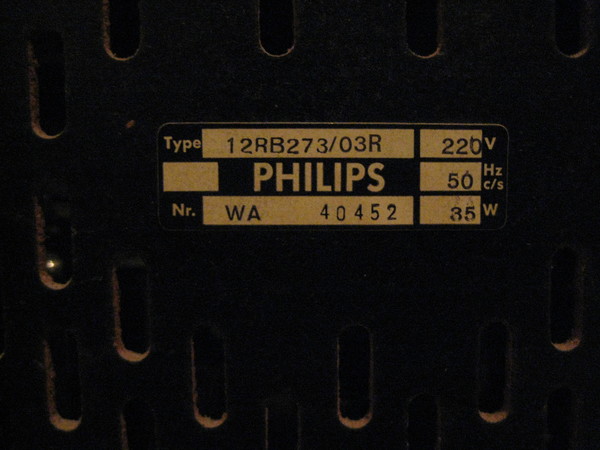 Type 12RB273/03R 220 V
PHILIPS 50 Hz c/s
Nr. WA 40452 35 W